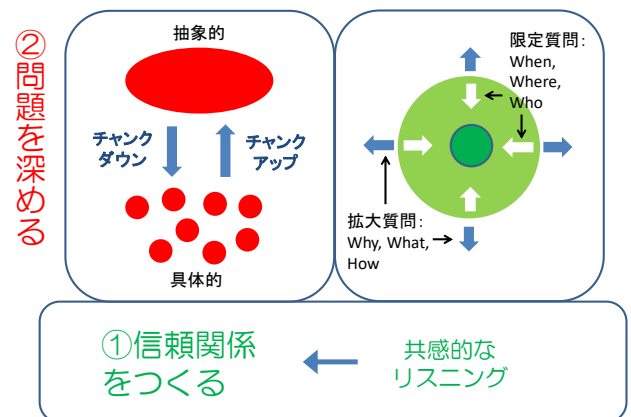 ②問題を深める
抽象的
チャンク
ダウン
チャンク
アップ
具体的
限定質問:
When,
Where,
Who
拡大質問:
Why, What,
How
①信頼関係
をつくる
共感的な
リスニング